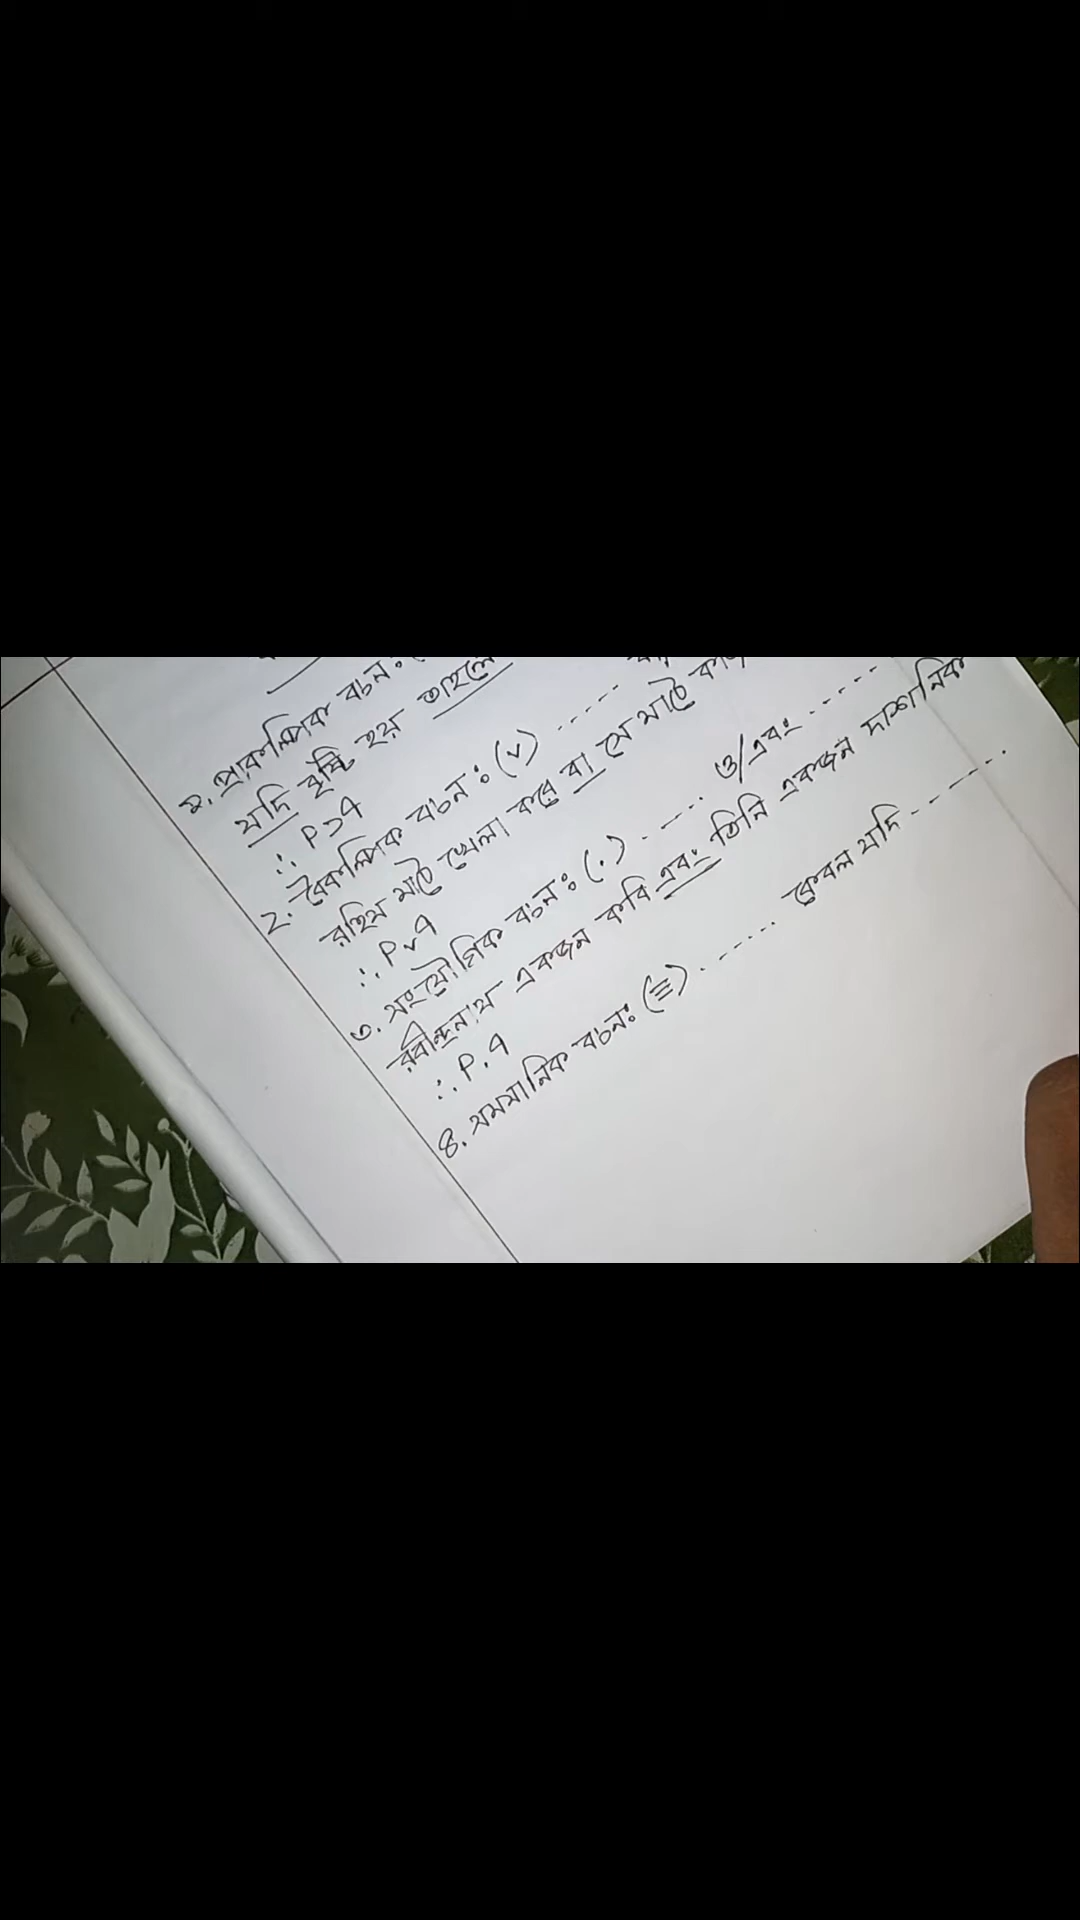 ১. প্রাকল্পিক বচন: (
যদি বৃষ্টি হয় তাহলে
∴ P⊃q
২. বৈকল্পিক বচন: (v) -----
রহিম মাঠে খেলা করে বা সে মাঠে
∴ Pvq
৩. সংযৌগিক বচন: (.) ----- ও/এবং -----
রবীন্দ্রনাথ একজন কবি এবং তিনি একজন দার্শনিক
∴ P.q
৪. সমমানিক বচন: (≡) ------ কেবল যদি ------